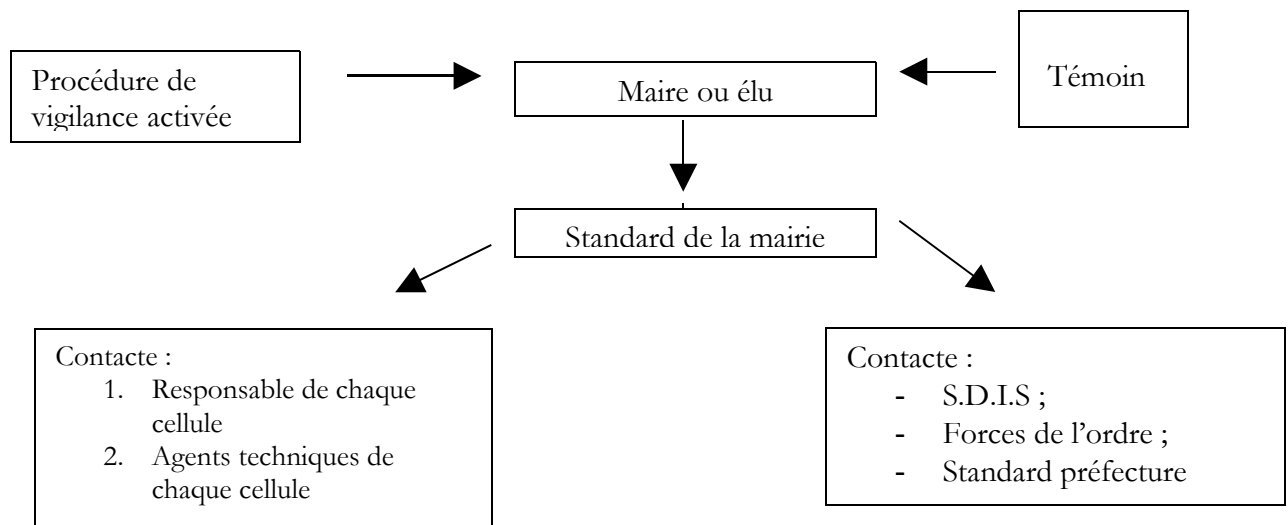 Procédure de
vigilance activée
Maire ou élu
Témoin
Standard de la mairie
Contacte :
1. Responsable de chaque
cellule
2. Agents techniques de
chaque cellule
Contacte :
- S.D.I.S ;
- Forces de l’ordre ;
- Standard préfecture